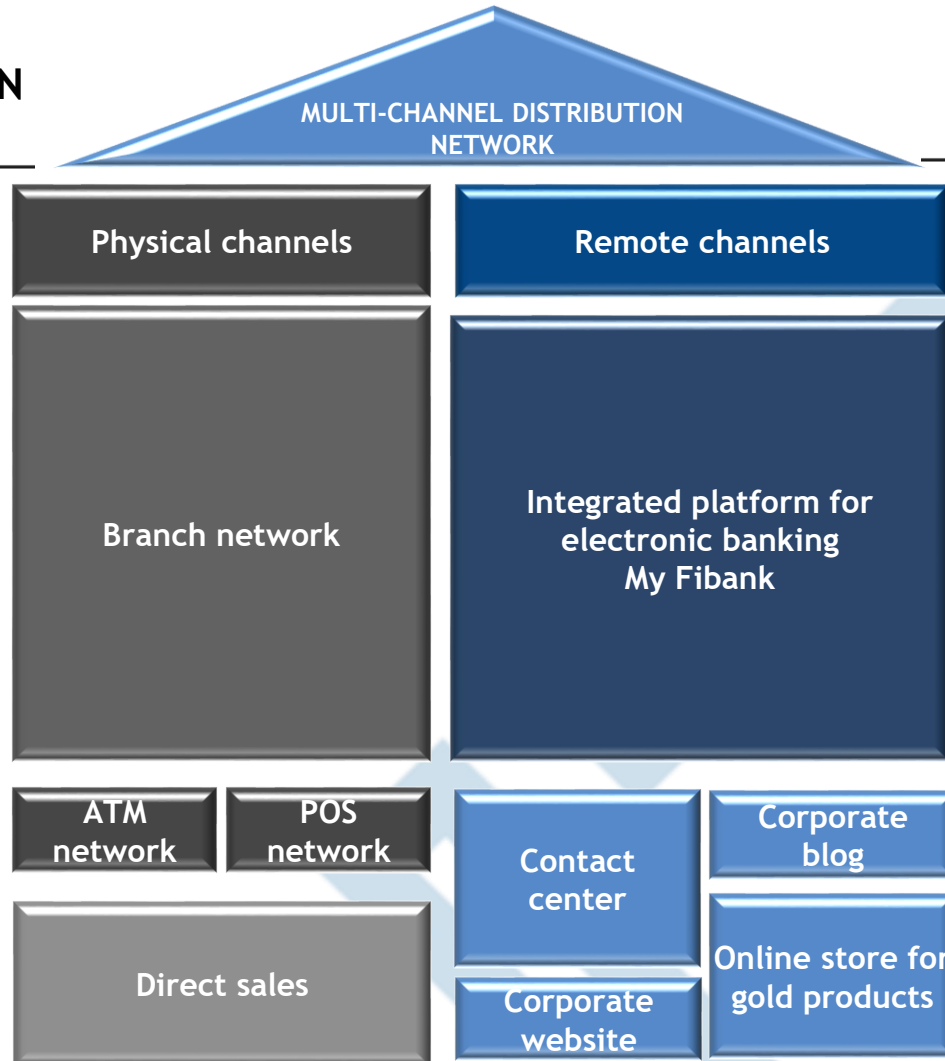 N
MULTI-CHANNEL DISTRIBUTION
NETWORK
Physical channels
Remote channels
Branch network
Integrated platform for
electronic banking
My Fibank
ATM
network
POS
network
Contact
center
Corporate
blog
Direct sales
Corporate
website
Online store for
gold products